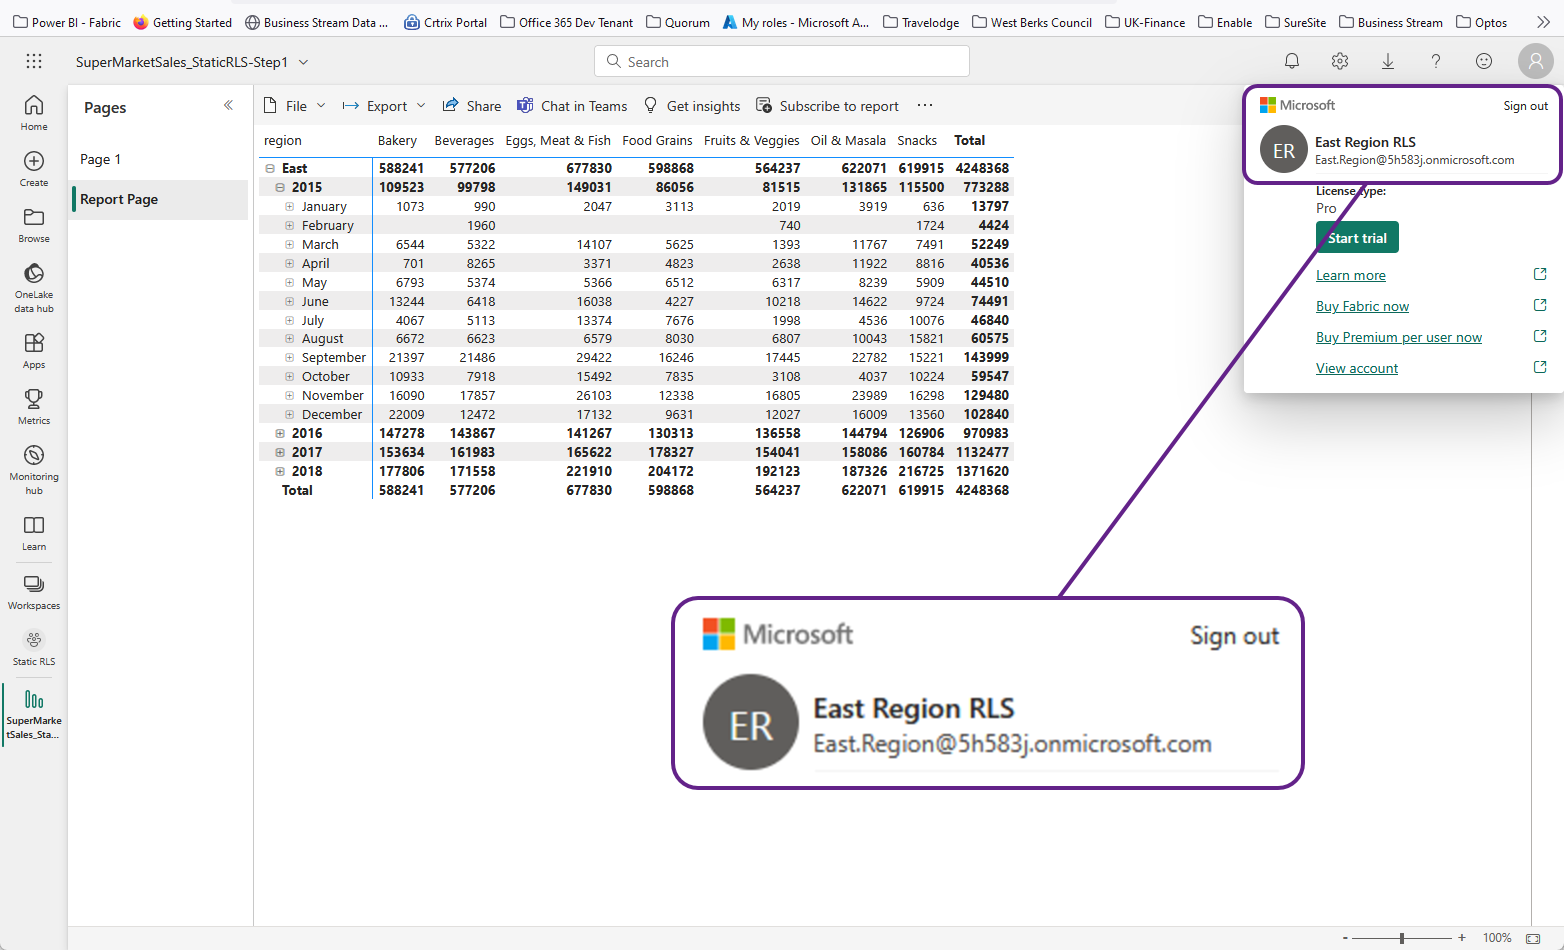 Power BI - Fabric Getting Started Business Stream Data ... Crtrix Portal Office 365 Dev Tenant Quorum My roles - Microsoft A... Travelodge West Berks Council UK-Finance Enable SureSite Business Stream Optos
SuperMarketSales_StaticRLS-Step1 Search
Home
Create
Browse
OneLake
data hub
Apps
Metrics
Monitoring
hub
Learn
Workspaces
Static RLS
SuperMarke
tSales_Sta...
Pages
Page 1
Report Page
File Export Share Chat in Teams Get insights Subscribe to report ...
region Bakery Beverages Eggs, Meat & Fish Food Grains Fruits & Veggies Oil & Masala Snacks Total
East 588241 577206 677830 598868 564237 622071 619915 4248368
2015 109523 99798 149031 86056 81515 131865 115500 773288
January 1073 990 2047 3113 2019 3919 636 13797
February 1960 740 1724 4424
March 6544 5322 14107 5625 1393 11767 7491 52249
April 701 8265 3371 4823 2638 11922 8816 40536
May 6793 5374 5366 6512 6317 8239 5909 44510
June 13244 6418 16038 4227 10218 14622 9724 74491
July 4067 5113 13374 7676 1998 4536 10076 46840
August 6672 6623 6579 8030 6807 10043 15821 60575
September 21397 21486 29422 16246 17445 22782 15221 143999
October 10933 7918 15492 7835 3108 4037 10224 59547
November 16090 17857 26103 12338 16805 23989 16298 129480
December 22009 12472 17132 9631 12027 16009 13560 102840
2016 147278 143867 141267 130313 136558 144794 126906 970983
2017 153634 161983 165622 178327 154041 158086 160784 1132477
2018 177806 171558 221910 204172 192123 187326 216725 1371620
Total 588241 577206 677830 598868 564237 622071 619915 4248368
Microsoft Sign out
ER
East Region RLS
East.Region@5h583j.onmicrosoft.com
License type:
Pro
Start trial
Learn more
Buy Fabric now
Buy Premium per user now
View account
Microsoft Sign out
ER
East Region RLS
East.Region@5h583j.onmicrosoft.com
- + 100%